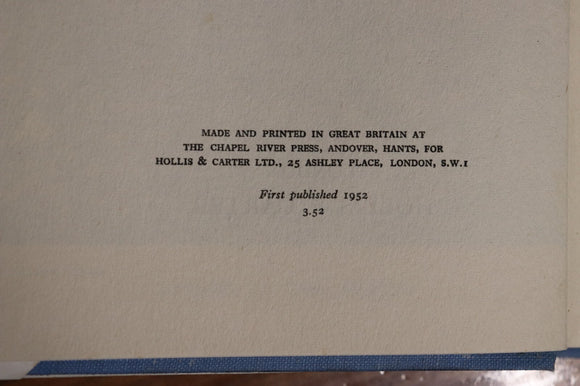 MADE AND PRINTED IN GREAT BRITAIN AT
THE CHAPEL RIVER PRESS, ANDOVER, HANTS, FOR
HOLLIS & CARTER LTD., 25 ASHLEY PLACE, LONDON, S.W.1
First published 1952
3.52